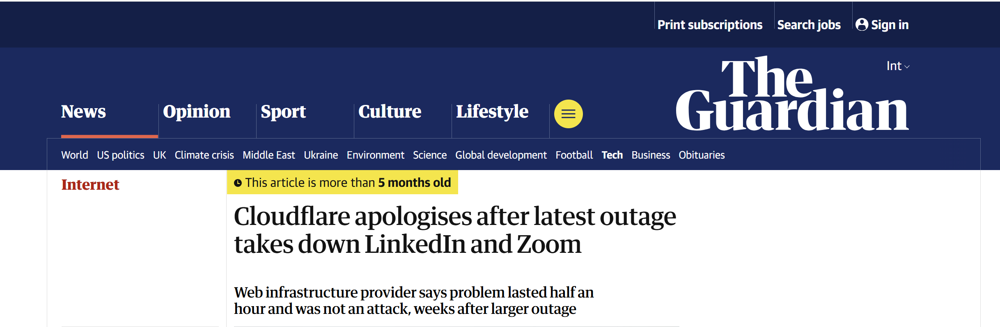 Print subscriptions
Search jobs
Sign in
Int
The
Guardian
News
Opinion
Sport
Culture
Lifestyle
World US politics UK Climate crisis Middle East Ukraine Environment Science Global development Football Tech Business Obituaries
Internet
This article is more than 5 months old
Cloudflare apologises after latest outage
takes down LinkedIn and Zoom
Web infrastructure provider says problem lasted half an
hour and was not an attack, weeks after larger outage